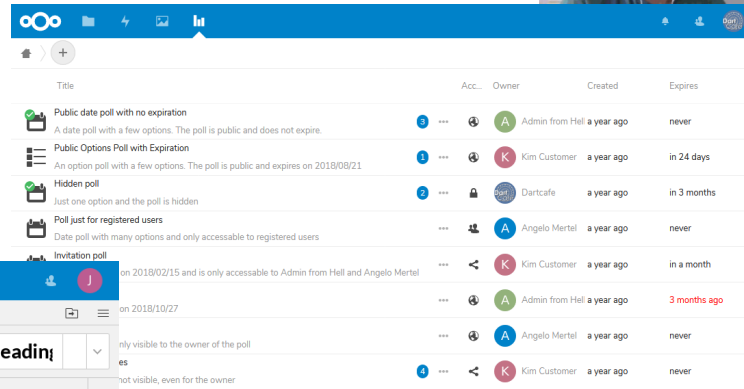 Title Acc... Owner Created Expires
Public date poll with no expiration
A date poll with a few options. The poll is public and does not expire.
3 ••• A Admin from Hell a year ago never
Public Options Poll with Expiration
An option poll with a few options. The poll is public and expires on 2018/08/21
1 ••• K Kim Customer a year ago in 24 days
Hidden poll
Just one option and the poll is hidden
2 ••• Dartcafe a year ago in 3 months
Poll just for registered users
Date poll with many options and only accessable to registered users
••• A Angelo Mertel a year ago never
Invitation poll
on 2018/02/15 and is only accessable to Admin from Hell and Angelo Mertel
••• K Kim Customer a year ago in a month
J
on 2018/10/27
••• A Admin from Hell a year ago 3 months ago
eading
nly visible to the owner of the poll
••• A Angelo Mertel a year ago never
es
not visible, even for the owner
4 ••• K Kim Customer a year ago never